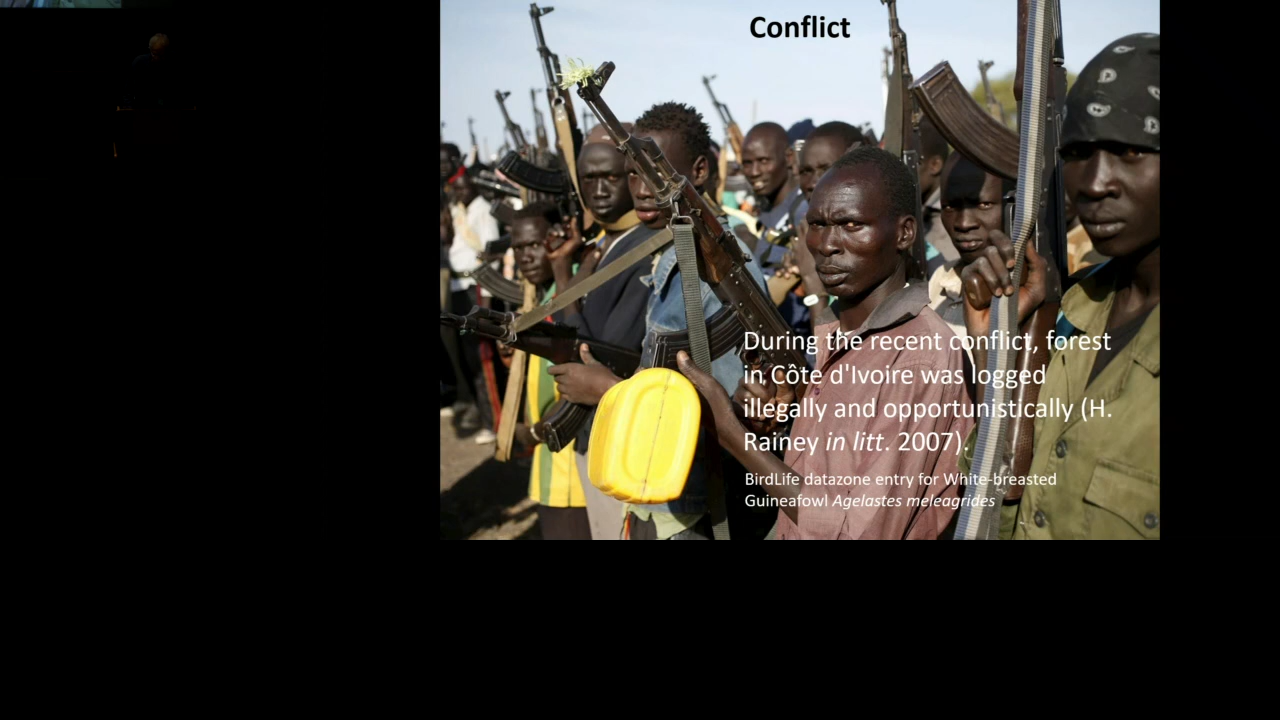 Conflict
During the recent conflict, forest
in Côte d'Ivoire was logged
illegally and opportunistically (H.
Rainey in litt. 2007).
BirdLife datazone entry for White-breasted
Guineafowl Agelastes meleagrides